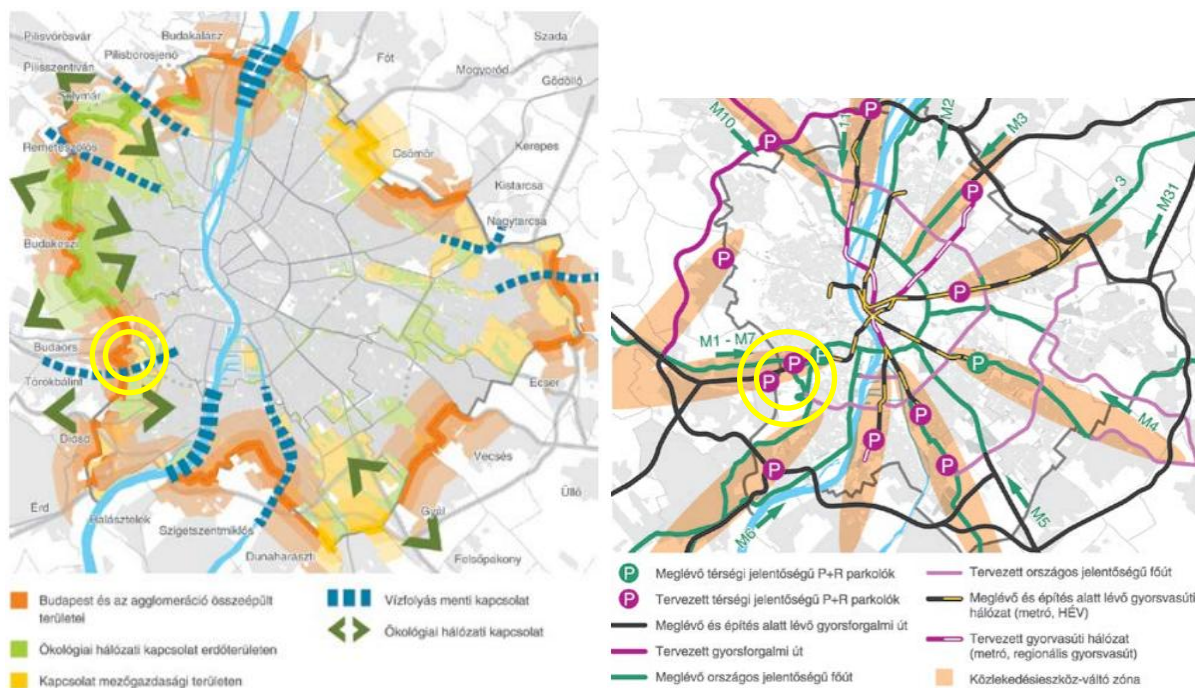 Pilisvörösvár
Budakalász
Szada
Pilisborosjenő
Fót
Pilisszentiván
Mogyoród
Gödöllő
Solymár
Remeteszőlős
Csömör
Kerepes
Kistarcsa
Nagytarcsa
Budakeszi
Budaörs
Törökbálint
Ecser
Diósd
Vecsés
Érd
Üllő
Halásztelek
Szigetszentmiklós
Gyál
Felsőpakony
Dunaharaszti
Budapest és az agglomeráció összeépült
területei
Ökológiai hálózati kapcsolat erdőterületen
Kapcsolat mezőgazdasági területen
Vízfolyás menti kapcsolat
Ökológiai hálózati kapcsolat
M10
11
M2
M3
3
M31
M1 - M7
M4
M5
M6
P
P
P
P
P
P
P
P
P
P
P
P
P
P Meglévő térségi jelentőségű P+R parkolók
P Tervezett térségi jelentőségű P+R parkolók
Meglévő és építés alatt lévő gyorsforgalmi út
Tervezett gyorsforgalmi út
Meglévő országos jelentőségű főút
Tervezett országos jelentőségű főút
Meglévő és építés alatt lévő gyorsvasúti
hálózat (metró, HÉV)
Tervezett gyorvasúti hálózat
(metró, regionális gyorsvasút)
Közlekedésieszköz-váltó zóna